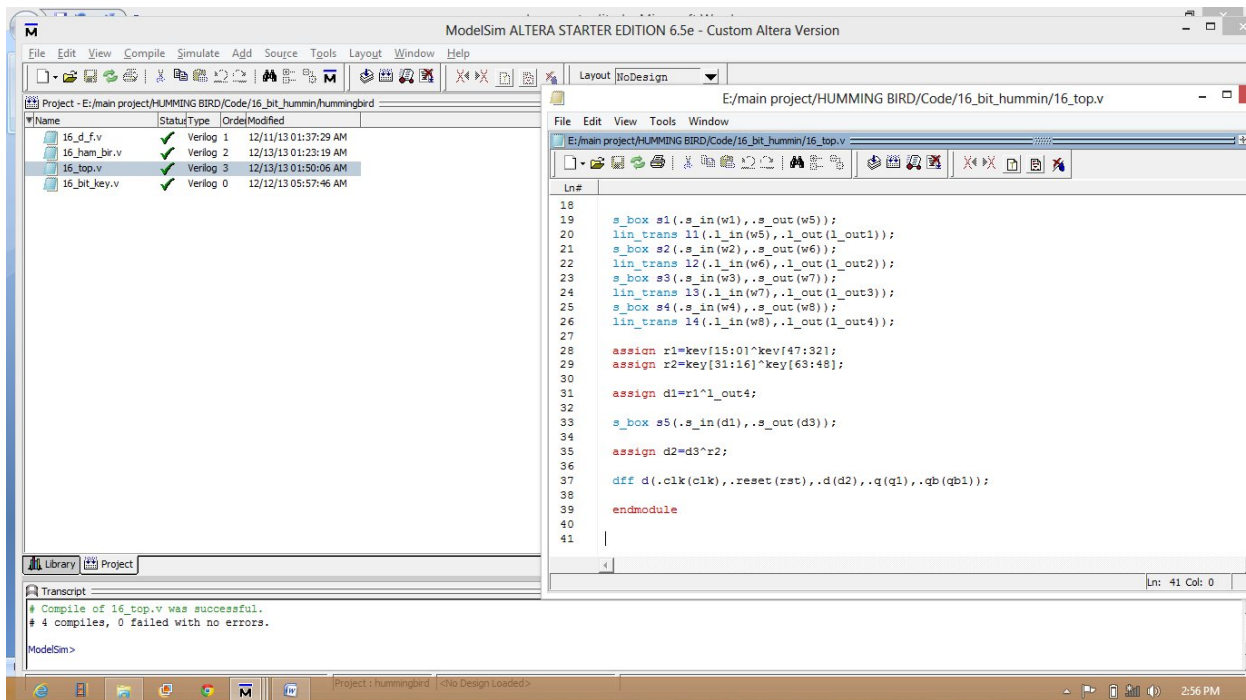 ModelSim ALTERA STARTER EDITION 6.5e - Custom Altera Version
File Edit View Compile Simulate Add Source Tools Layout Window Help
Layout NoDesign
Project - E:/main project/HUMMING BIRD/Code/16_bit_hummin/hummingbird
Name Status Type Order Modified
16_d_f.v Verilog 1 12/11/13 01:37:29 AM
16_ham_bir.v Verilog 2 12/13/13 01:23:19 AM
16_top.v Verilog 3 12/13/13 01:50:06 AM
16_bit_key.v Verilog 0 12/12/13 05:57:46 AM
Library Project
E:/main project/HUMMING BIRD/Code/16_bit_hummin/16_top.v
File Edit View Tools Window
E:/main project/HUMMING BIRD/Code/16_bit_hummin/16_top.v
Ln#
18
19 s_box s1(.s_in(w1),.s_out(w5));
20 lin_trans l1(.l_in(w5),.l_out(l_out1));
21 s_box s2(.s_in(w2),.s_out(w6));
22 lin_trans l2(.l_in(w6),.l_out(l_out2));
23 s_box s3(.s_in(w3),.s_out(w7));
24 lin_trans l3(.l_in(w7),.l_out(l_out3));
25 s_box s4(.s_in(w4),.s_out(w8));
26 lin_trans l4(.l_in(w8),.l_out(l_out4));
27
28 assign r1=key[15:0]^key[47:32];
29 assign r2=key[31:16]^key[63:48];
30
31 assign d1=r1^l_out4;
32
33 s_box s5(.s_in(d1),.s_out(d3));
34
35 assign d2=d3^r2;
36
37 dff d(.clk(clk),.reset(rst),.d(d2),.q(q1),.qb(qb1));
38
39 endmodule
40
41
Ln: 41 Col: 0
Transcript
# Compile of 16_top.v was successful.
# 4 compiles, 0 failed with no errors.
ModelSim>
Project : hummingbird <No Design Loaded>
2:56 PM